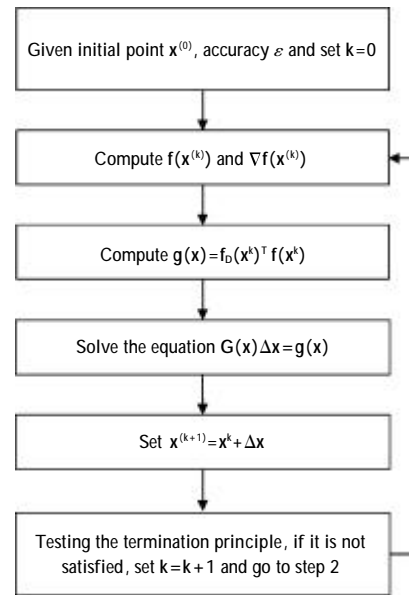 Given initial point x⁽⁰⁾, accuracy ε and set k=0
Compute f(x⁽ᵏ⁾) and ∇f(x⁽ᵏ⁾)
Compute g(x)=f_D(xᵏ)ᵀ f(xᵏ)
Solve the equation G(x)Δx=g(x)
Set x⁽ᵏ⁺¹⁾=xᵏ+Δx
Testing the termination principle, if it is not
satisfied, set k=k+1 and go to step 2